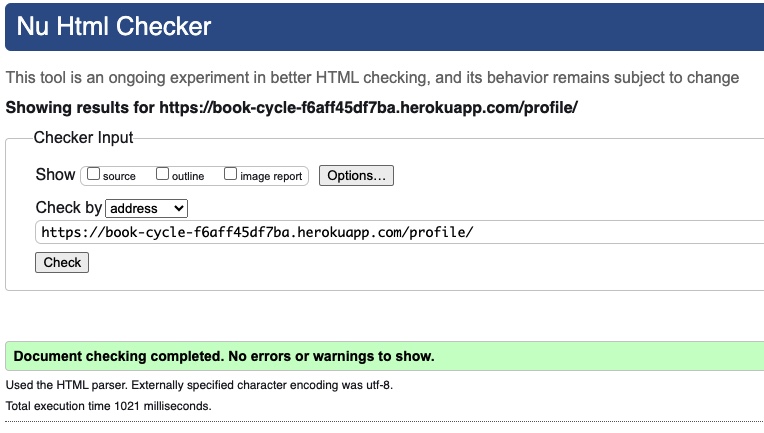 Nu Html Checker
This tool is an ongoing experiment in better HTML checking, and its behavior remains subject to change
Showing results for https://book-cycle-f6aff45df7ba.herokuapp.com/profile/
Checker Input
Show source outline image report Options...
Check by address
https://book-cycle-f6aff45df7ba.herokuapp.com/profile/
Check
Document checking completed. No errors or warnings to show.
Used the HTML parser. Externally specified character encoding was utf-8.
Total execution time 1021 milliseconds.